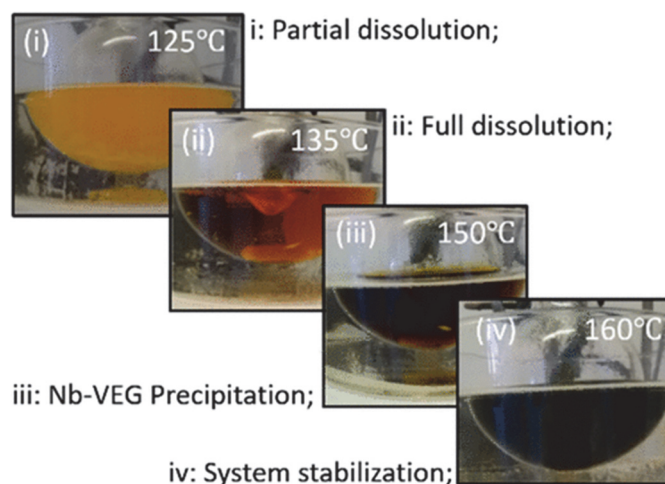 (i) 125℃ i: Partial dissolution;
(ii) 135℃ ii: Full dissolution;
(iii) 150℃
iii: Nb-VEG Precipitation;
(iv) 160℃
iv: System stabilization;